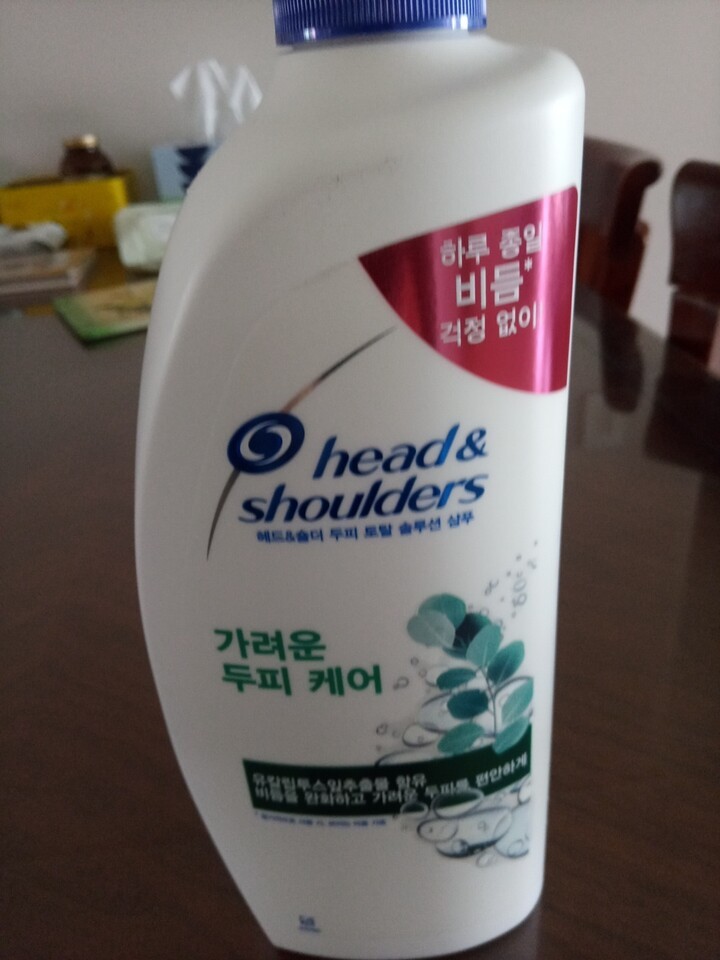 하루 종일
비듬*
걱정 없이
head &
shoulders
헤드&숄더 두피 토탈 솔루션 샴푸
가려운
두피 케어
유칼립투스잎추출물 함유
비듬을 완화하고 가려운 두피를 편안하게